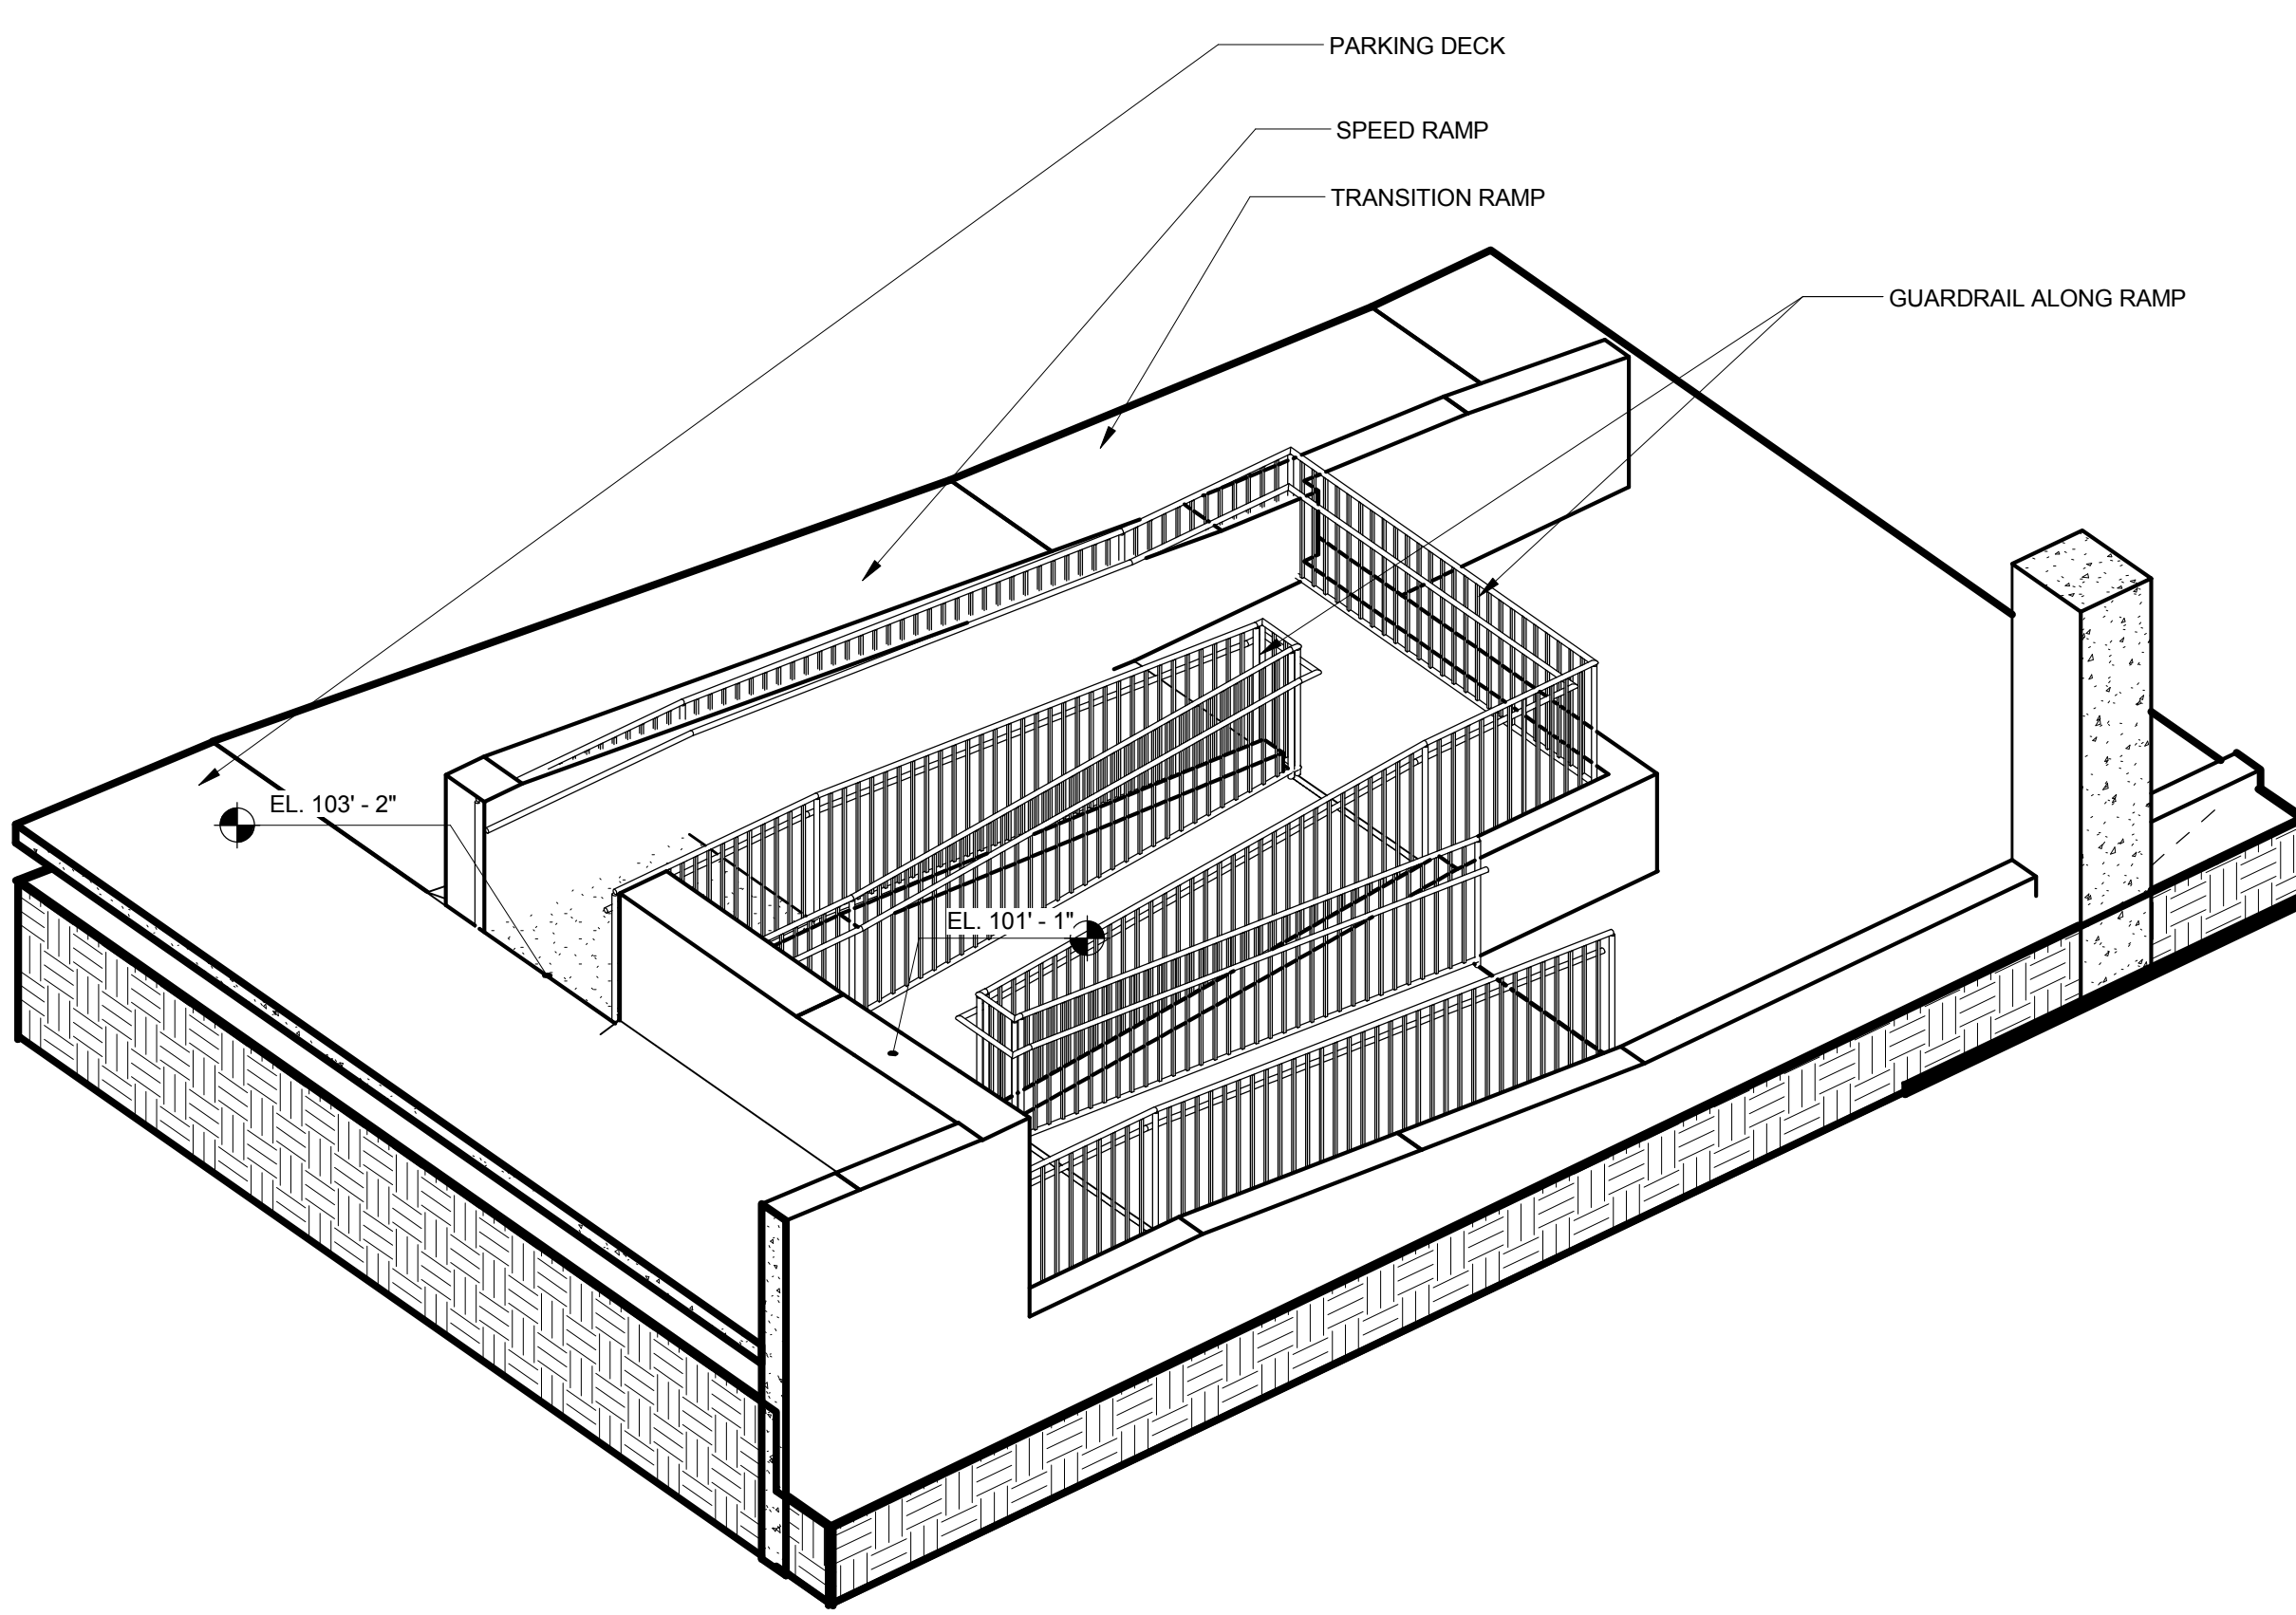 PARKING DECK
SPEED RAMP
TRANSITION RAMP
GUARDRAIL ALONG RAMP
EL. 103' - 2"
EL. 101' - 1"